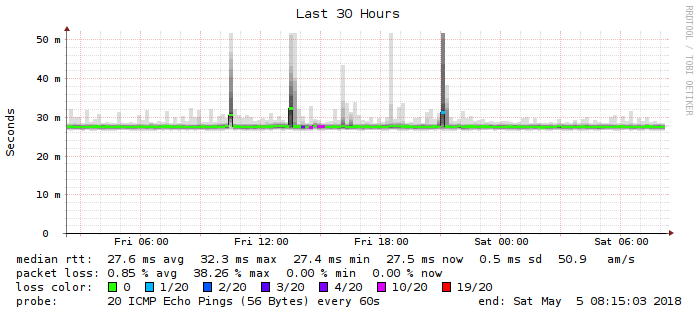 Last 30 Hours
RRDTOOL / TOBI OETIKER
Seconds
50 m
40 m
30 m
20 m
10 m
0
Fri 06:00 Fri 12:00 Fri 18:00 Sat 00:00 Sat 06:00
median rtt: 27.6 ms avg 32.3 ms max 27.4 ms min 27.5 ms now 0.5 ms sd 50.9 am/s
packet loss: 0.85 % avg 38.26 % max 0.00 % min 0.00 % now
loss color: 0 1/20 2/20 3/20 4/20 10/20 19/20
probe: 20 ICMP Echo Pings (56 Bytes) every 60s end: Sat May 5 08:15:03 2018